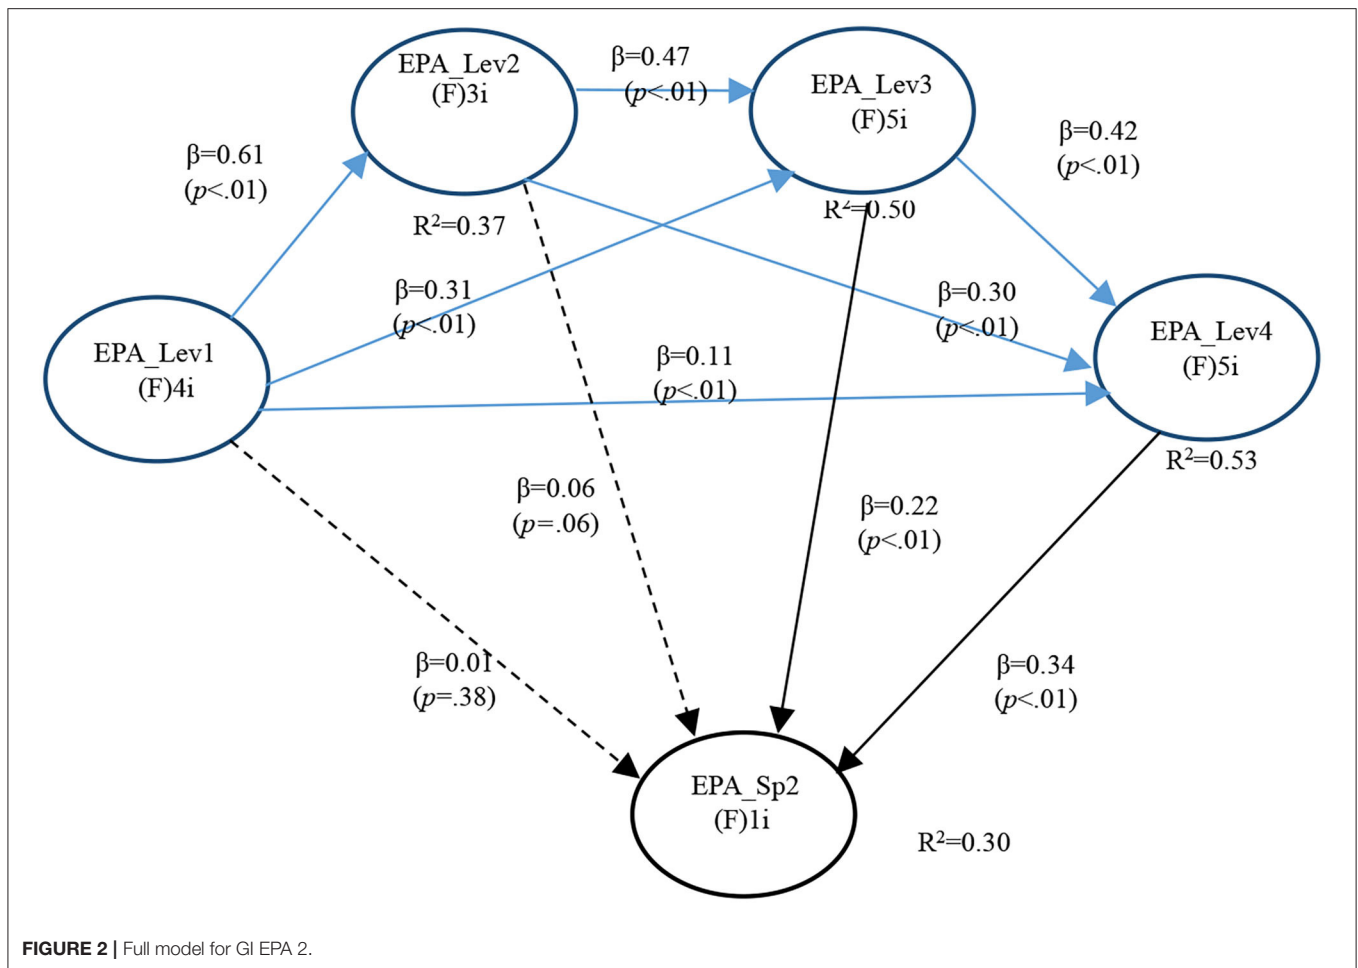 EPA_Lev2
(F)3i
β=0.47
(p<.01)
EPA_Lev3
(F)5i
β=0.61
(p<.01)
β=0.42
(p<.01)
R²=0.37
R²=0.50
β=0.31
(p<.01)
β=0.30
(p<.01)
EPA_Lev1
(F)4i
β=0.11
(p<.01)
EPA_Lev4
(F)5i
R²=0.53
β=0.06
(p=.06)
β=0.22
(p<.01)
β=0.01
(p=.38)
β=0.34
(p<.01)
EPA_Sp2
(F)1i
R²=0.30
FIGURE 2 | Full model for GI EPA 2.